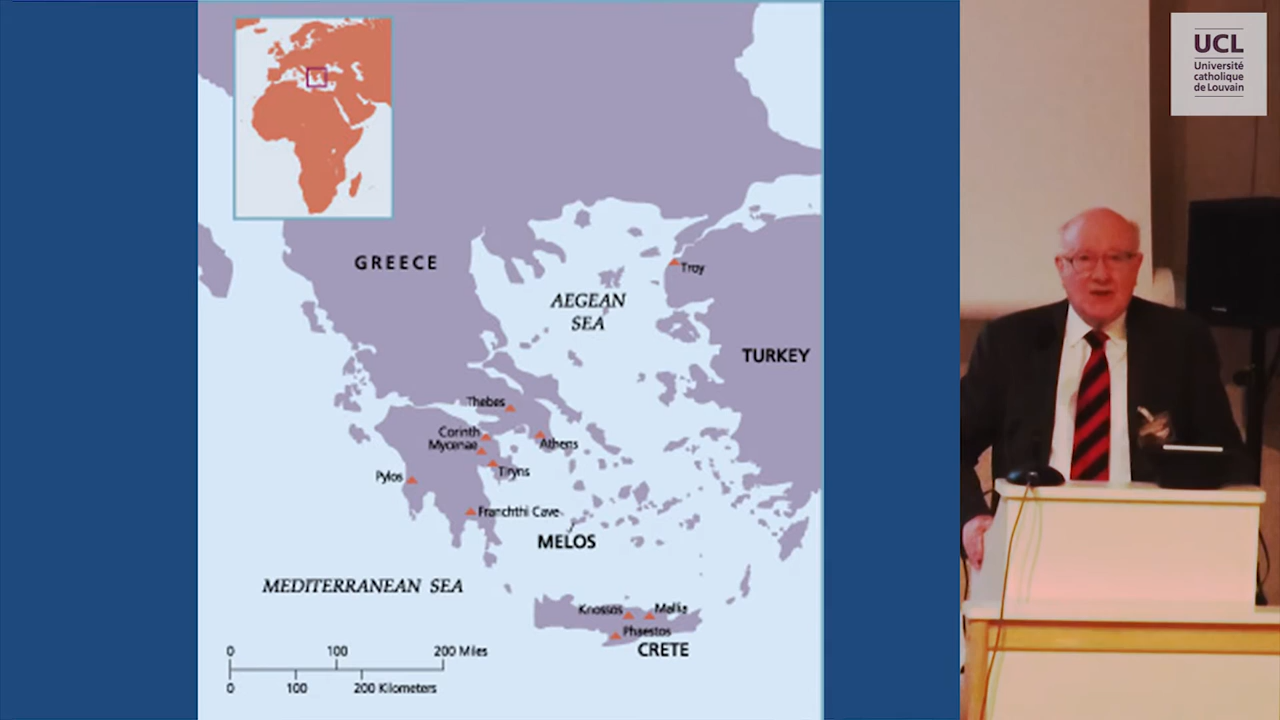 GREECE
AEGEAN
SEA
Troy
TURKEY
Thebes
Corinth
Mycenae
Athens
Tiryns
Pylos
Franchthi Cave
MELOS
MEDITERRANEAN SEA
Knossos
Mallia
Phaestos
CRETE
0 100 200 Miles
0 100 200 Kilometers
UCL
Université
catholique
de Louvain